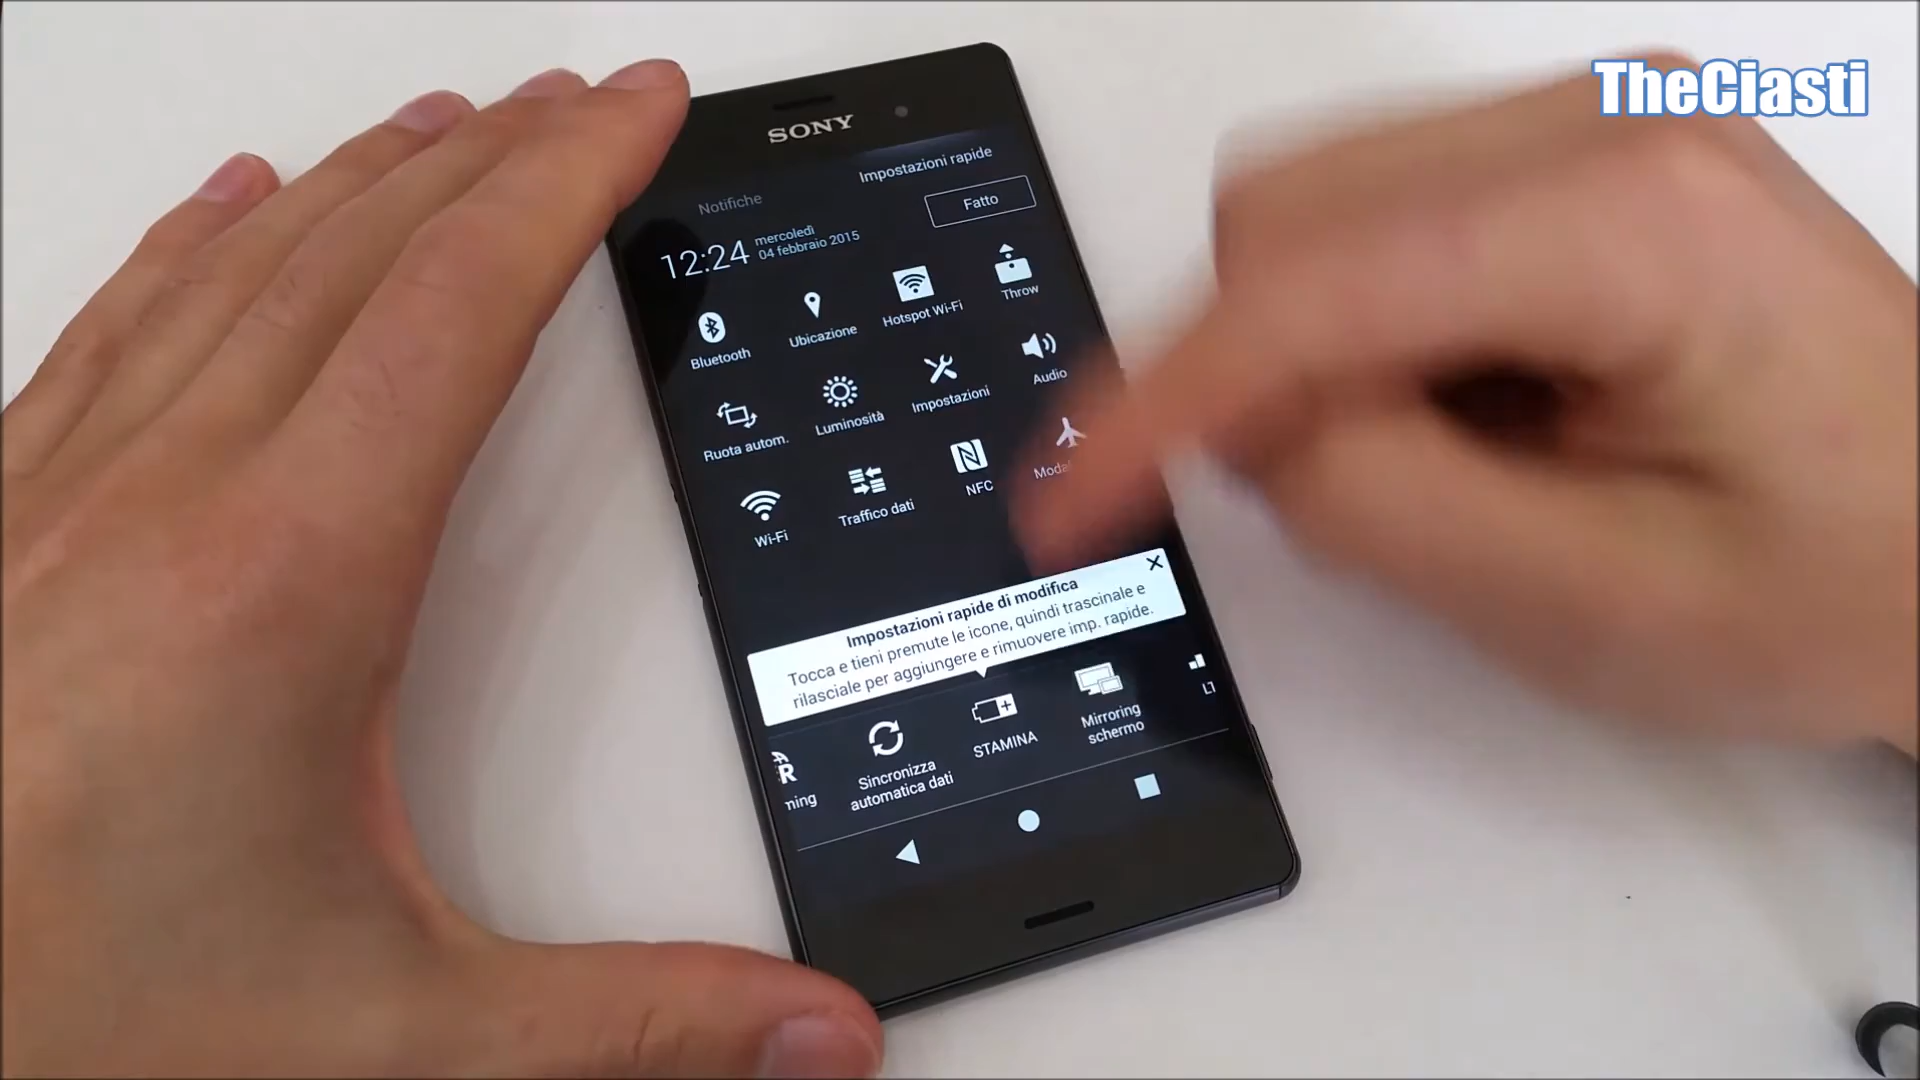 TheCiasti
SONY
Impostazioni rapide
Notifiche
Fatto
12:24
mercoledì
04 febbraio 2015
Bluetooth
Ubicazione
Hotspot Wi-Fi
Throw
Ruota autom.
Luminosità
Impostazioni
Audio
Wi-Fi
Traffico dati
NFC
Impostazioni rapide di modifica
Tocca e tieni premute le icone, quindi trascinale e
rilasciale per aggiungere e rimuovere imp. rapide.
Sincronizza
automatica dati
STAMINA
Mirroring
schermo